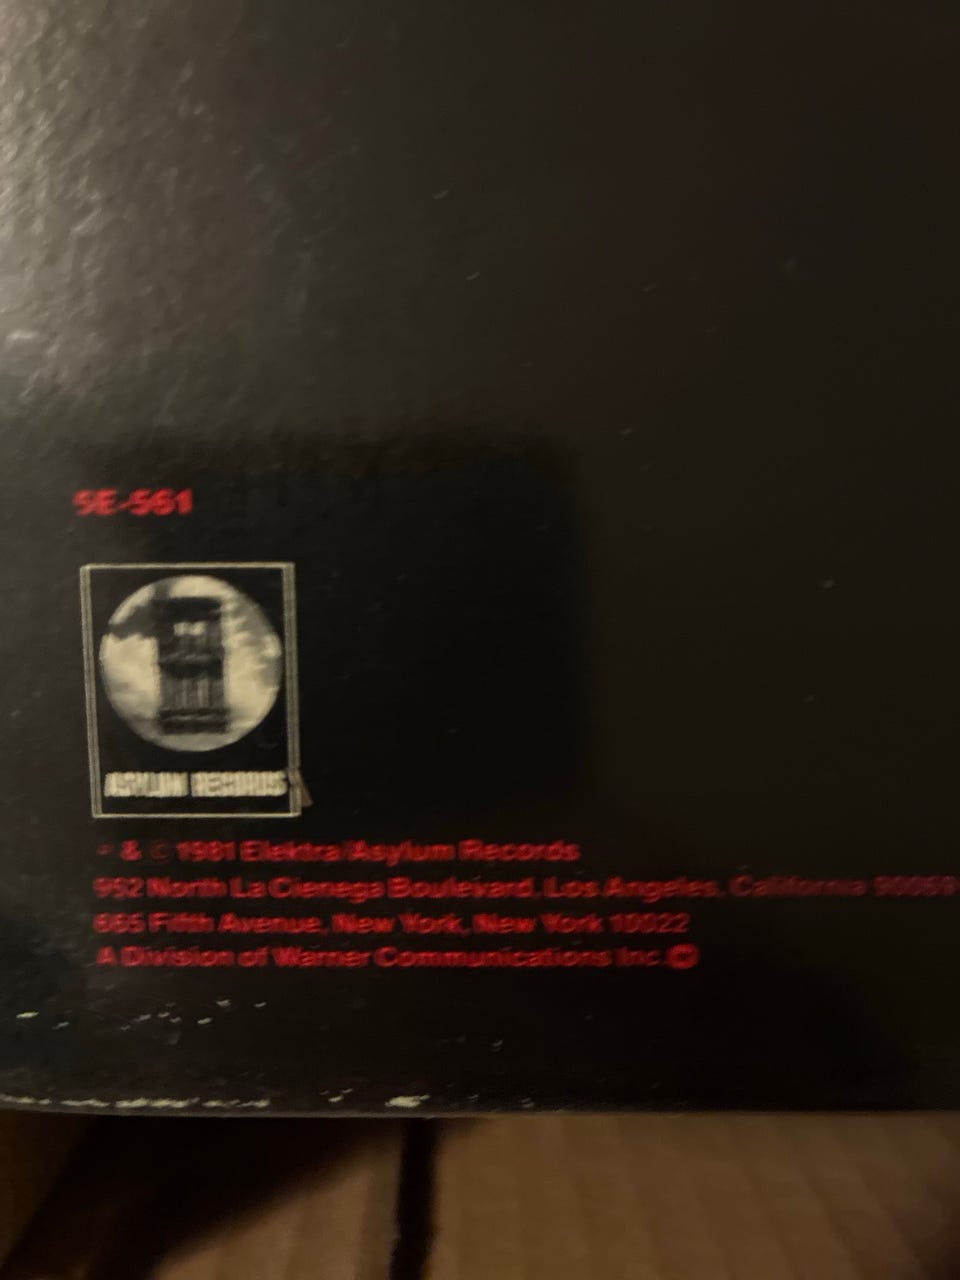 5E-561
ASYLUM RECORDS
& © 1981 Elektra/Asylum Records
962 North La Cienega Boulevard, Los Angeles, California 90069
665 Fifth Avenue, New York, New York 10022
A Division of Warner Communications Inc.